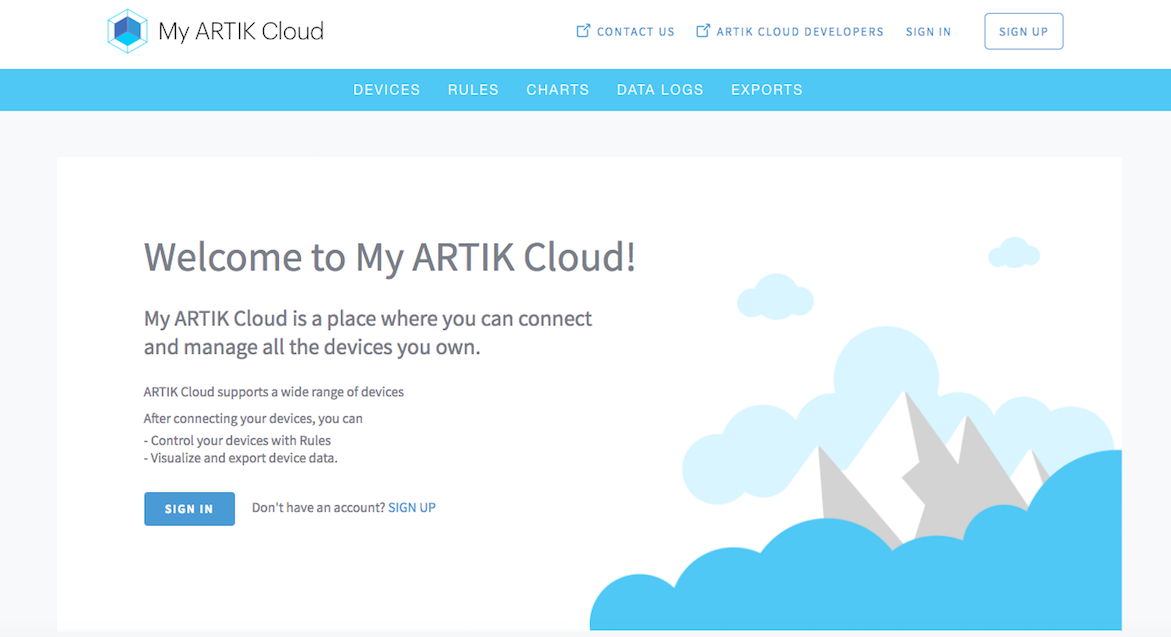 My ARTIK Cloud
CONTACT US
ARTIK CLOUD DEVELOPERS
SIGN IN
SIGN UP
DEVICES
RULES
CHARTS
DATA LOGS
EXPORTS
Welcome to My ARTIK Cloud!
My ARTIK Cloud is a place where you can connect
and manage all the devices you own.
ARTIK Cloud supports a wide range of devices
After connecting your devices, you can
- Control your devices with Rules
- Visualize and export device data.
SIGN IN
Don't have an account? SIGN UP